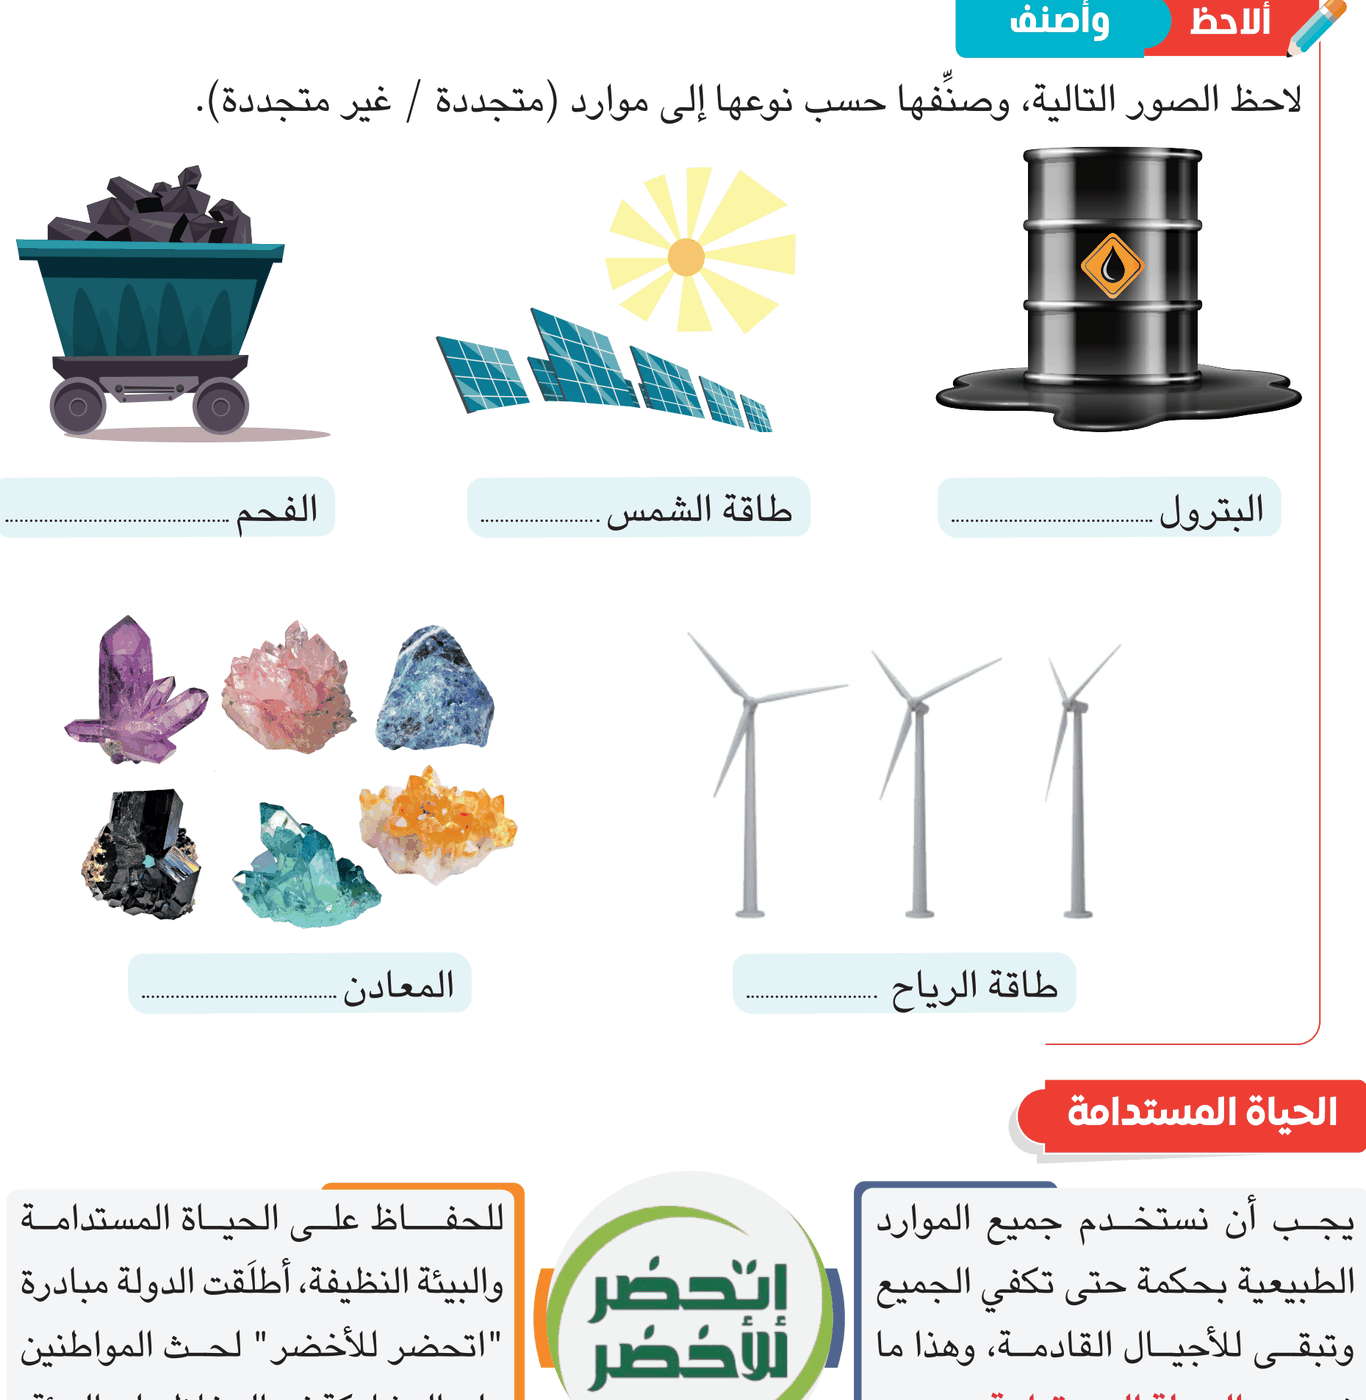 ألاحظ وأصنف
لاحظ الصور التالية، وصنِّفها حسب نوعها إلى موارد (متجددة / غير متجددة).
البترول ........................ طاقة الشمس ........................ الفحم ........................
طاقة الرياح ........................ المعادن ........................
الحياة المستدامة
يجب أن نستخدم جميع الموارد
الطبيعية بحكمة حتى تكفي الجميع
وتبقى للأجيال القادمة، وهذا ما
اتحضر
للأخضر
للحفاظ على الحياة المستدامة
والبيئة النظيفة، أطلَقت الدولة مبادرة
"اتحضر للأخضر" لحث المواطنين